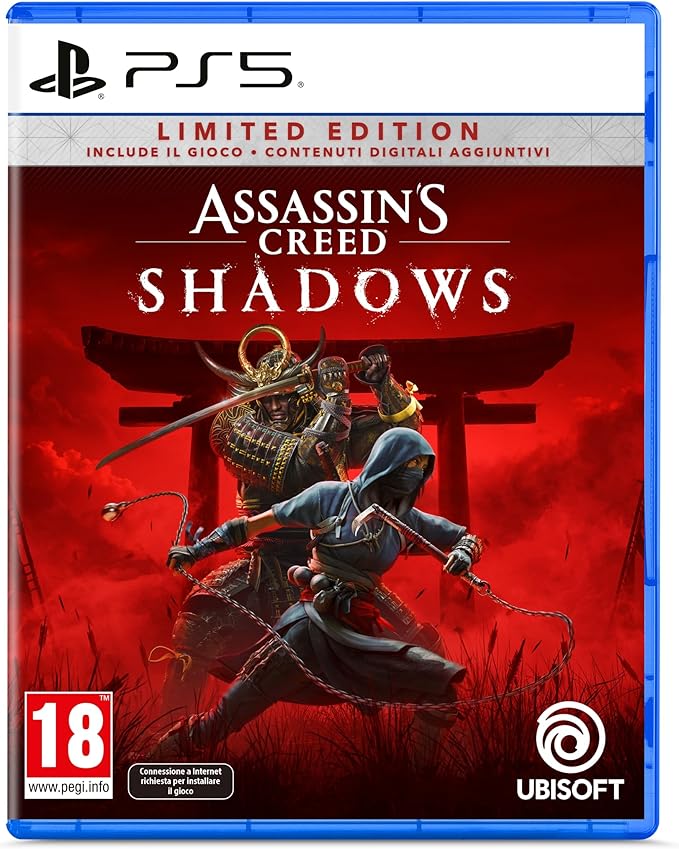 PS5
LIMITED EDITION
INCLUDE IL GIOCO • CONTENUTI DIGITALI AGGIUNTIVI
ASSASSIN'S
CREED
SHADOWS
18™
www.pegi.info
Connessione a Internet
richiesta per installare
il gioco
UBISOFT